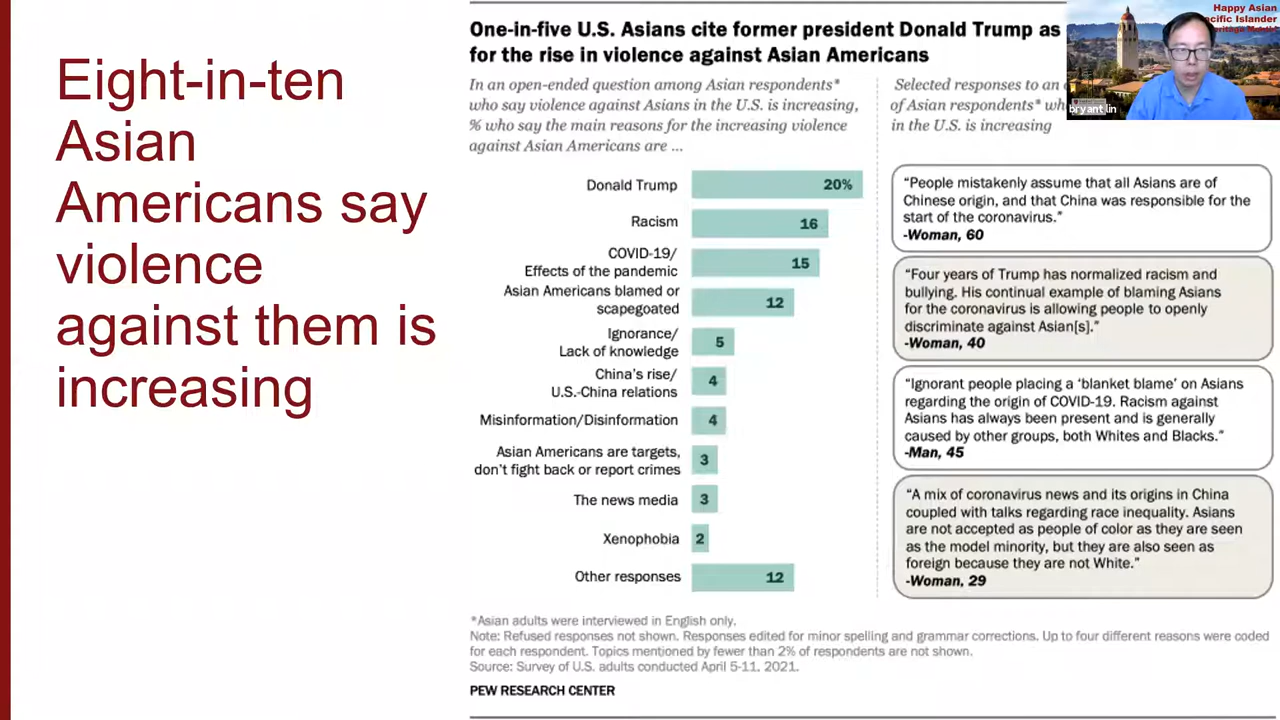 Eight-in-ten
Asian
Americans say
violence
against them is
increasing
One-in-five U.S. Asians cite former president Donald Trump as
for the rise in violence against Asian Americans
In an open-ended question among Asian respondents*
who say violence against Asians in the U.S. is increasing,
% who say the main reasons for the increasing violence
against Asian Americans are ...
Donald Trump 20%
Racism 16
COVID-19/
Effects of the pandemic 15
Asian Americans blamed or
scapegoated 12
Ignorance/
Lack of knowledge 5
China's rise/
U.S.-China relations 4
Misinformation/Disinformation 4
Asian Americans are targets,
don't fight back or report crimes 3
The news media 3
Xenophobia 2
Other responses 12
Selected responses to an
of Asian respondents*
in the U.S. is increasing
“People mistakenly assume that all Asians are of
Chinese origin, and that China was responsible for the
start of the coronavirus.”
-Woman, 60
“Four years of Trump has normalized racism and
bullying. His continual example of blaming Asians
for the coronavirus is allowing people to openly
discriminate against Asian[s].”
-Woman, 40
“Ignorant people placing a ‘blanket blame’ on Asians
regarding the origin of COVID-19. Racism against
Asians has always been present and is generally
caused by other groups, both Whites and Blacks.”
-Man, 45
“A mix of coronavirus news and its origins in China
coupled with talks regarding race inequality. Asians
are not accepted as people of color as they are seen
as the model minority, but they are also seen as
foreign because they are not White.”
-Woman, 29
*Asian adults were interviewed in English only.
Note: Refused responses not shown. Responses edited for minor spelling and grammar corrections. Up to four different reasons were coded
for each respondent. Topics mentioned by fewer than 2% of respondents are not shown.
Source: Survey of U.S. adults conducted April 5-11, 2021.
PEW RESEARCH CENTER
Happy Asian
Islander
bryant lin